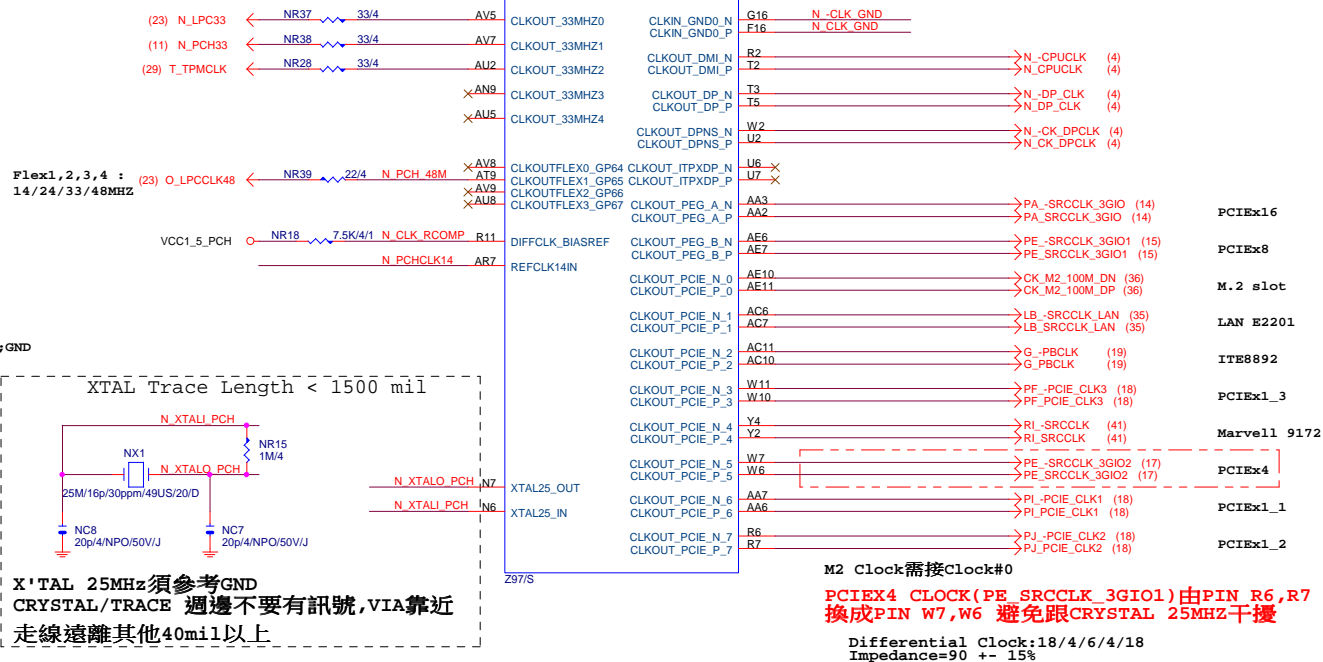 (23) N_LPC33 NR37 33/4 AV5 CLKOUT_33MHZ0
(11) N_PCH33 NR38 33/4 AV7 CLKOUT_33MHZ1
(29) T_TPMCLK NR28 33/4 AU2 CLKOUT_33MHZ2
AN9 CLKOUT_33MHZ3
AU5 CLKOUT_33MHZ4
Flex1,2,3,4 :
14/24/33/48MHZ
AV8 CLKOUTFLEX0_GP64
(23) O_LPCCLK48 NR39 22/4 N_PCH_48M AT9 CLKOUTFLEX1_GP65
AV9 CLKOUTFLEX2_GP66
AU8 CLKOUTFLEX3_GP67
VCC1_5_PCH NR18 7.5K/4/1 N_CLK_RCOMP R11 DIFFCLK_BIASREF
N_PCHCLK14 AR7 REFCLK14IN
;GND
XTAL Trace Length < 1500 mil
N_XTALI_PCH
NR15
1M/4
NX1
N_XTALO_PCH
25M/16p/30ppm/49US/20/D
NC8
20p/4/NPO/50V/J
NC7
20p/4/NPO/50V/J
X'TAL 25MHz須參考GND
CRYSTAL/TRACE 週邊不要有訊號,VIA靠近
走線遠離其他40mil以上
N_XTALO_PCH N7 XTAL25_OUT
N_XTALI_PCH N6 XTAL25_IN
Z97/S
CLKIN_GND0_N G16 N_-CLK_GND
CLKIN_GND0_P F16 N_CLK_GND
CLKOUT_DMI_N R2 N_-CPUCLK (4)
CLKOUT_DMI_P T2 N_CPUCLK (4)
CLKOUT_DP_N T3 N_-DP_CLK (4)
CLKOUT_DP_P T5 N_DP_CLK (4)
CLKOUT_DPNS_N W2 N_-CK_DPCLK (4)
CLKOUT_DPNS_P U2 N_CK_DPCLK (4)
CLKOUT_ITPXDP_N U6
CLKOUT_ITPXDP_P U7
CLKOUT_PEG_A_N AA3 PA_-SRCCLK_3GIO (14)
CLKOUT_PEG_A_P AA2 PA_SRCCLK_3GIO (14)
PCIEx16
CLKOUT_PEG_B_N AE6 PE_-SRCCLK_3GIO1 (15)
CLKOUT_PEG_B_P AE7 PE_SRCCLK_3GIO1 (15)
PCIEx8
CLKOUT_PCIE_N_0 AE10 CK_M2_100M_DN (36)
CLKOUT_PCIE_P_0 AE11 CK_M2_100M_DP (36)
M.2 slot
CLKOUT_PCIE_N_1 AC6 LB_-SRCCLK_LAN (35)
CLKOUT_PCIE_P_1 AC7 LB_SRCCLK_LAN (35)
LAN E2201
CLKOUT_PCIE_N_2 AC11 G_-PBCLK (19)
CLKOUT_PCIE_P_2 AC10 G_PBCLK (19)
ITE8892
CLKOUT_PCIE_N_3 W11 PF_-PCIE_CLK3 (18)
CLKOUT_PCIE_P_3 W10 PF_PCIE_CLK3 (18)
PCIEx1_3
CLKOUT_PCIE_N_4 Y4 RI_-SRCCLK (41)
CLKOUT_PCIE_P_4 Y2 RI_SRCCLK (41)
Marvell 9172
CLKOUT_PCIE_N_5 W7 PE_-SRCCLK_3GIO2 (17)
CLKOUT_PCIE_P_5 W6 PE_SRCCLK_3GIO2 (17)
PCIEx4
CLKOUT_PCIE_N_6 AA7 PI_-PCIE_CLK1 (18)
CLKOUT_PCIE_P_6 AA6 PI_PCIE_CLK1 (18)
PCIEx1_1
CLKOUT_PCIE_N_7 R6 PJ_-PCIE_CLK2 (18)
CLKOUT_PCIE_P_7 R7 PJ_PCIE_CLK2 (18)
PCIEx1_2
M2 Clock需接Clock#0
PCIEX4 CLOCK(PE_SRCCLK_3GIO1)由PIN R6,R7
換成PIN W7,W6 避免跟CRYSTAL 25MHZ干擾
Differential Clock:18/4/6/4/18
Impedance=90 +- 15%